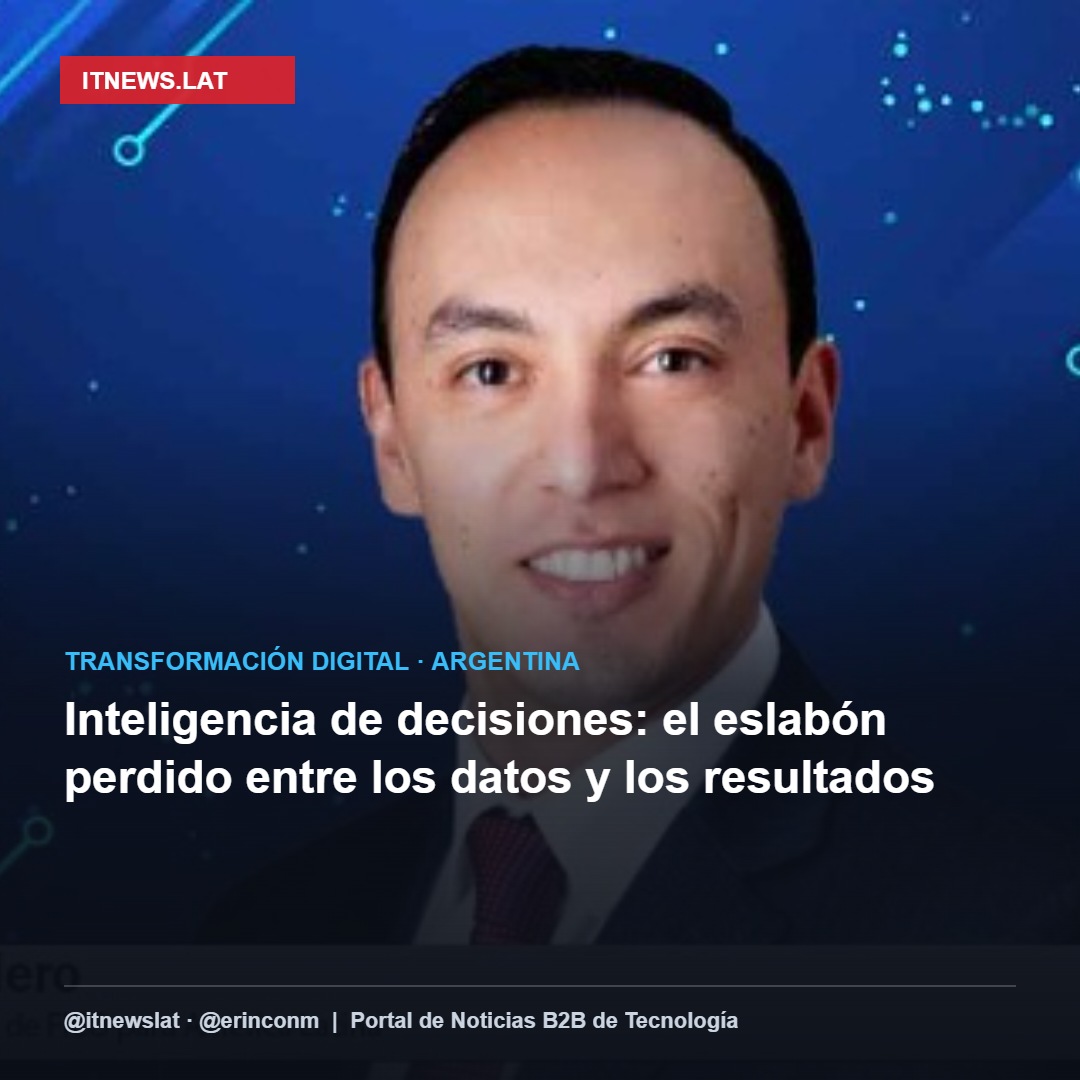 ITNEWS.LAT
TRANSFORMACIÓN DIGITAL · ARGENTINA
Inteligencia de decisiones: el eslabón
perdido entre los datos y los resultados
ero
@itnewslat · @erinconm | Portal de Noticias B2B de Tecnología